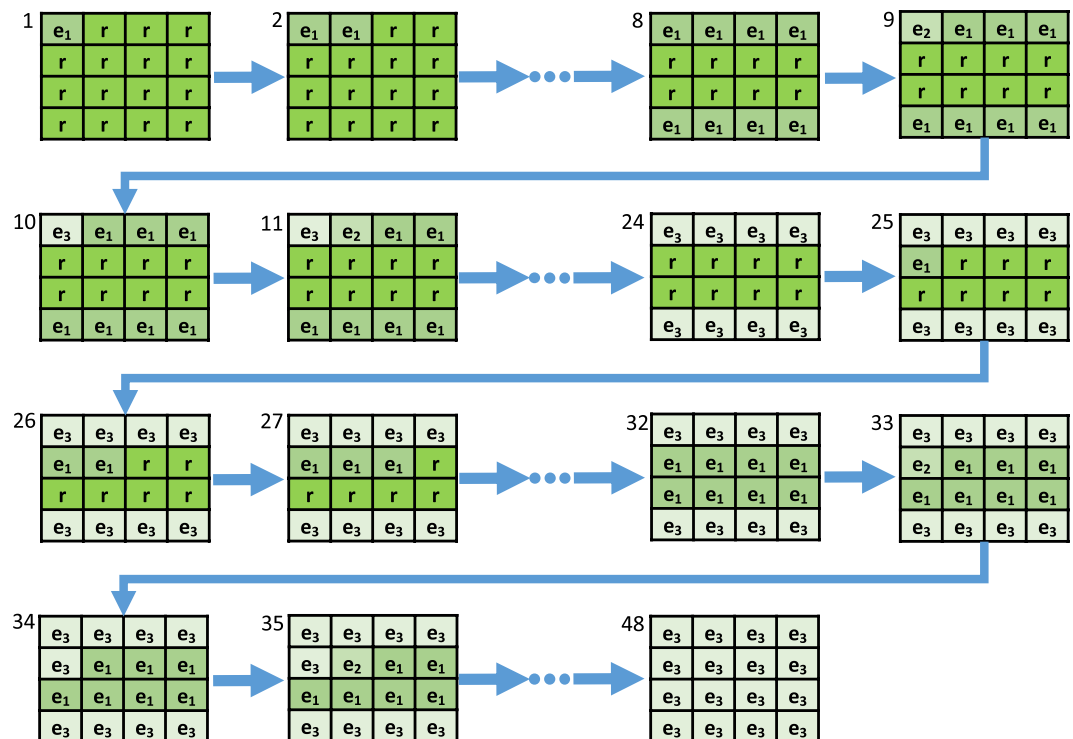 1 2 8 9
e₁ r r r e₁ e₁ r r e₁ e₁ e₁ e₁ e₂ e₁ e₁ e₁
r r r r r r r r r r r r r r r r
r r r r r r r r r r r r r r r r
r r r r r r r r e₁ e₁ e₁ e₁ e₁ e₁ e₁ e₁
10 11 24 25
e₃ e₁ e₁ e₁ e₃ e₂ e₁ e₁ e₃ e₃ e₃ e₃ e₃ e₃ e₃ e₃
r r r r r r r r r r r r e₁ r r r
r r r r r r r r r r r r r r r r
e₁ e₁ e₁ e₁ e₁ e₁ e₁ e₁ e₃ e₃ e₃ e₃ e₃ e₃ e₃ e₃
26 27 32 33
e₃ e₃ e₃ e₃ e₃ e₃ e₃ e₃ e₃ e₃ e₃ e₃ e₃ e₃ e₃ e₃
e₁ e₁ r r e₁ e₁ e₁ r e₁ e₁ e₁ e₁ e₂ e₁ e₁ e₁
r r r r r r r r e₁ e₁ e₁ e₁ e₁ e₁ e₁ e₁
e₃ e₃ e₃ e₃ e₃ e₃ e₃ e₃ e₃ e₃ e₃ e₃ e₃ e₃ e₃ e₃
34 35 48
e₃ e₃ e₃ e₃ e₃ e₃ e₃ e₃ e₃ e₃ e₃ e₃
e₃ e₁ e₁ e₁ e₃ e₂ e₁ e₁ e₃ e₃ e₃ e₃
e₁ e₁ e₁ e₁ e₁ e₁ e₁ e₁ e₃ e₃ e₃ e₃
e₃ e₃ e₃ e₃ e₃ e₃ e₃ e₃ e₃ e₃ e₃ e₃